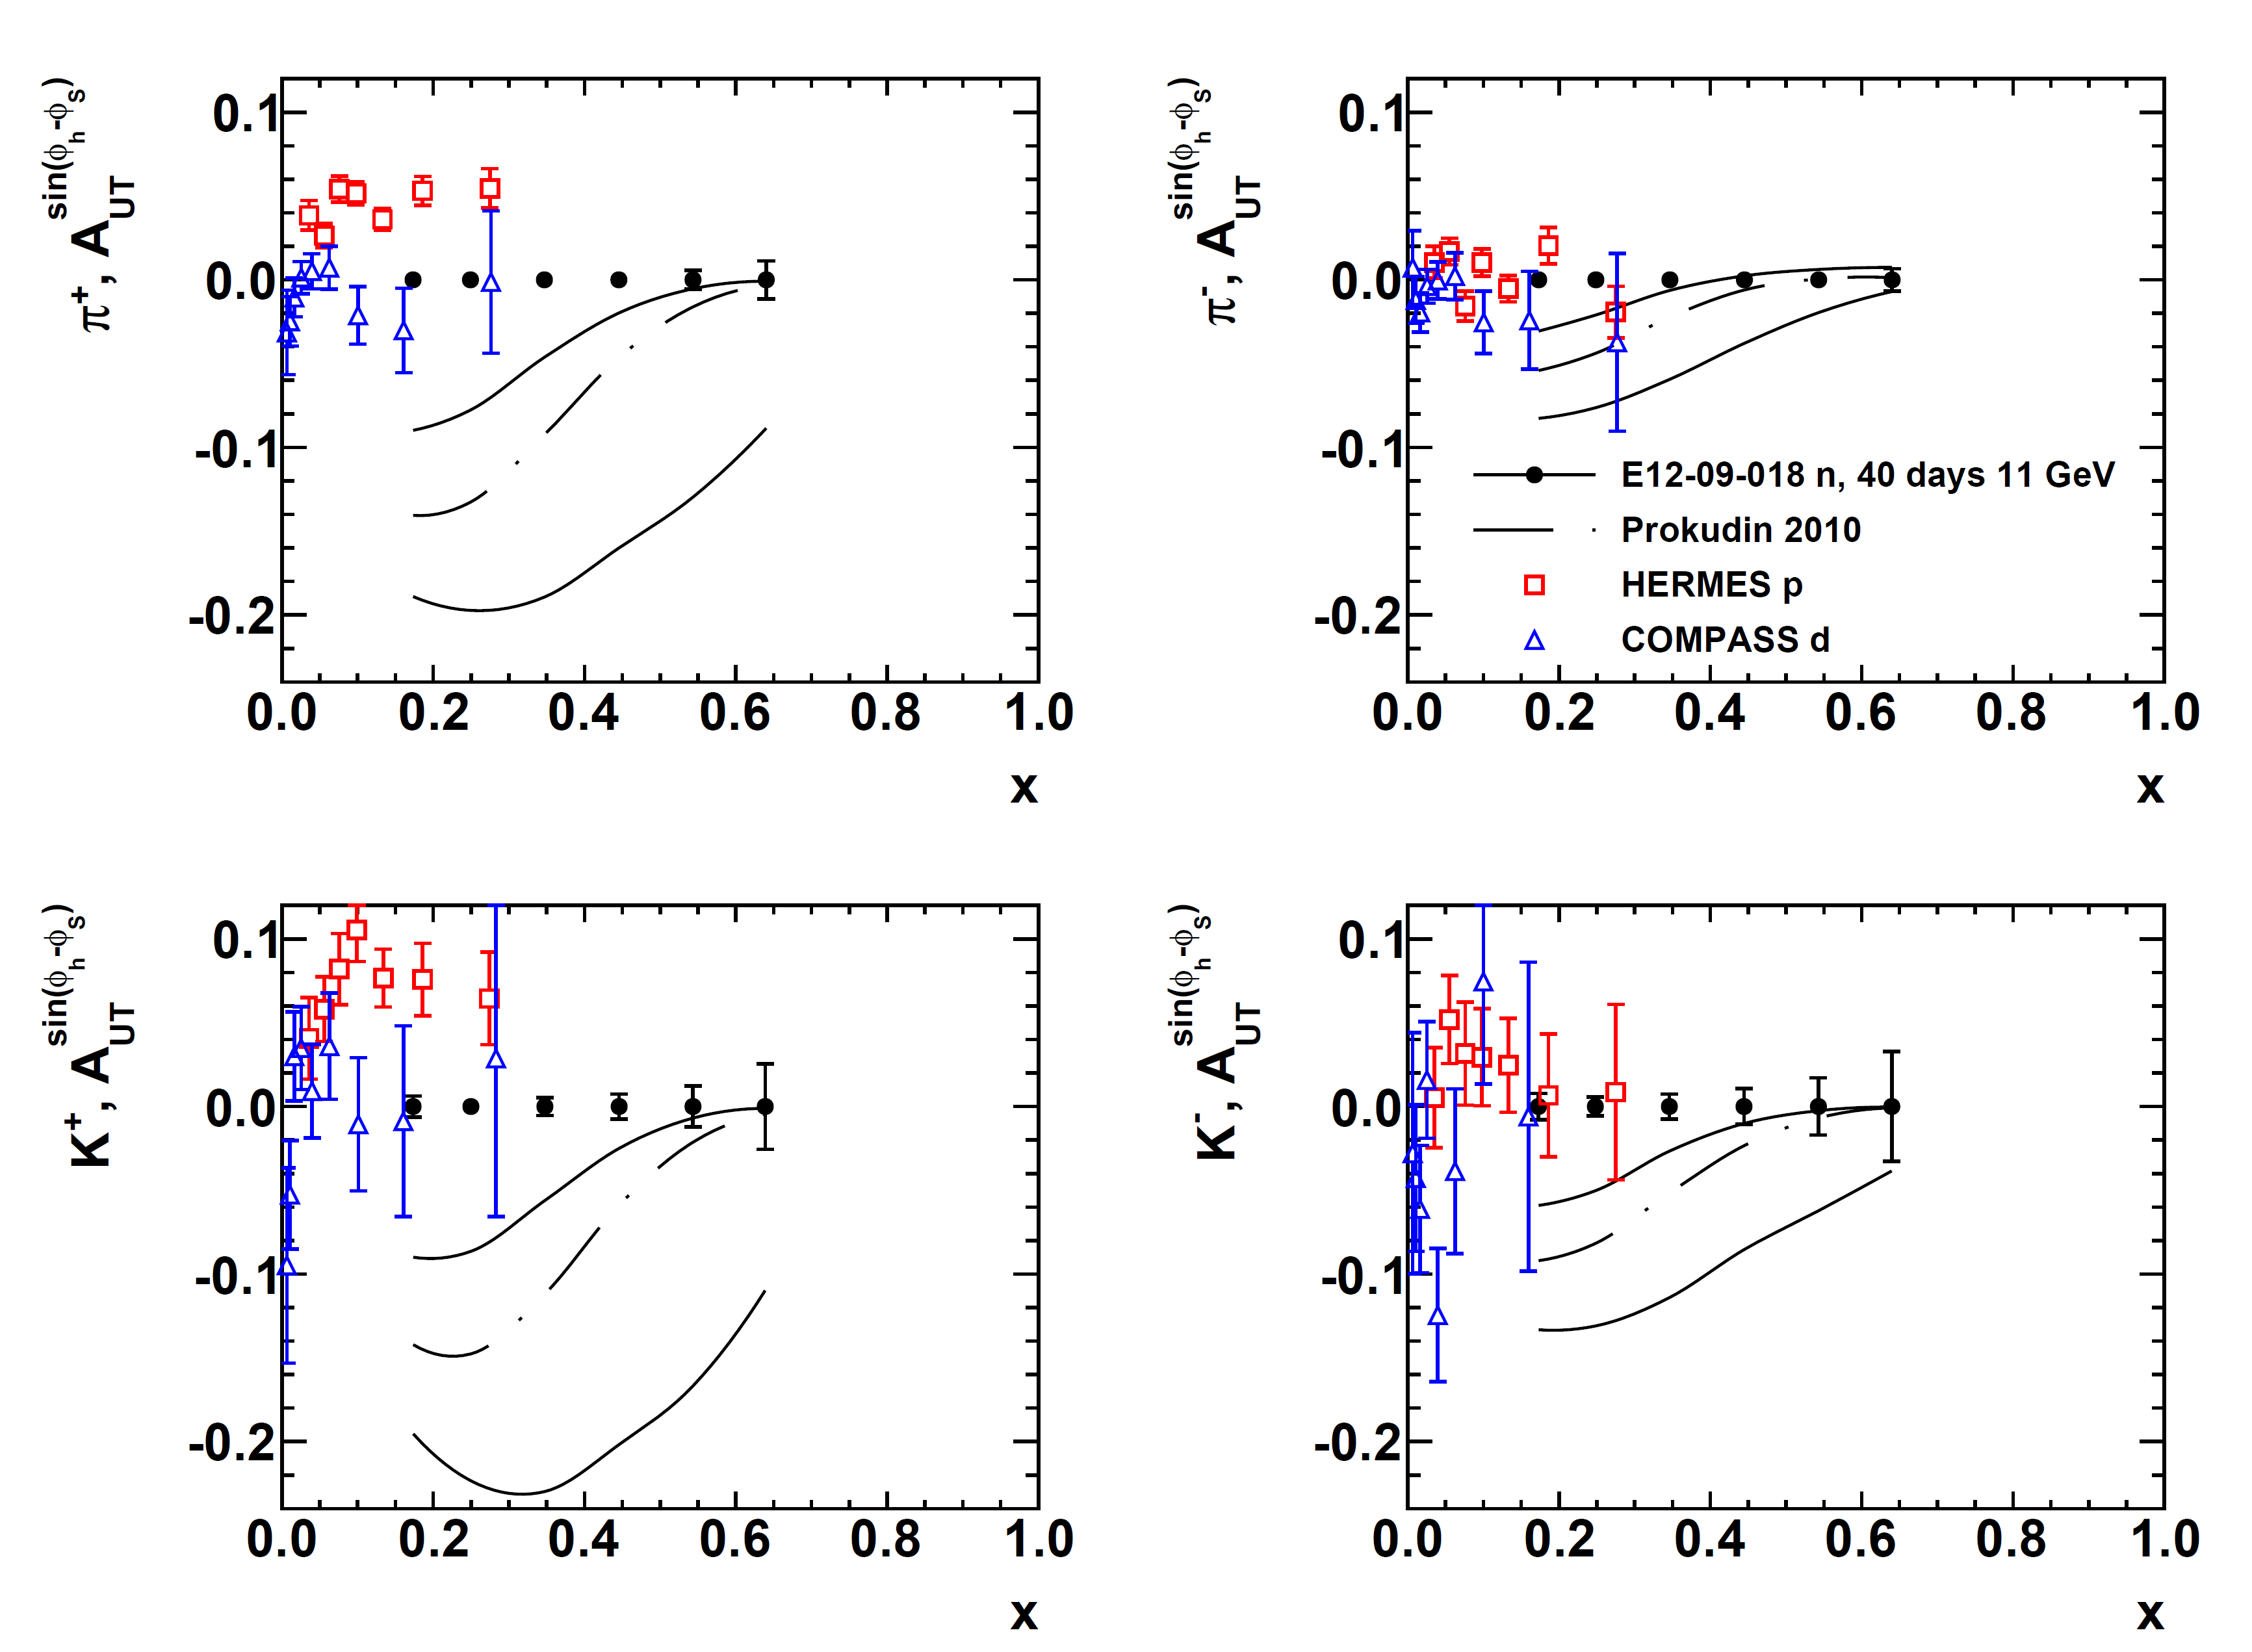 π+, A UT sin(φh-φS)
0.1
0.0
-0.1
-0.2
0.0 0.2 0.4 0.6 0.8 1.0
x
π-, A UT sin(φh-φS)
0.1
0.0
-0.1
-0.2
E12-09-018 n, 40 days 11 GeV
Prokudin 2010
HERMES p
COMPASS d
0.0 0.2 0.4 0.6 0.8 1.0
x
K+, A UT sin(φh-φS)
0.1
0.0
-0.1
-0.2
0.0 0.2 0.4 0.6 0.8 1.0
x
K-, A UT sin(φh-φS)
0.1
0.0
-0.1
-0.2
0.0 0.2 0.4 0.6 0.8 1.0
x